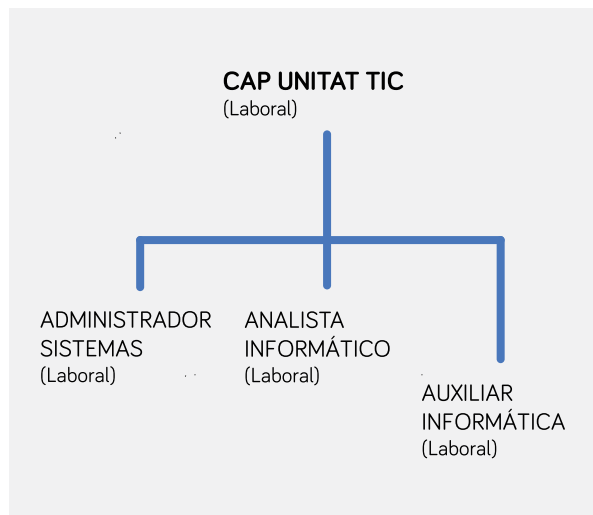 CAP UNITAT TIC
(Laboral)
ADMINISTRADOR
SISTEMAS
(Laboral)
ANALISTA
INFORMÁTICO
(Laboral)
AUXILIAR
INFORMÁTICA
(Laboral)